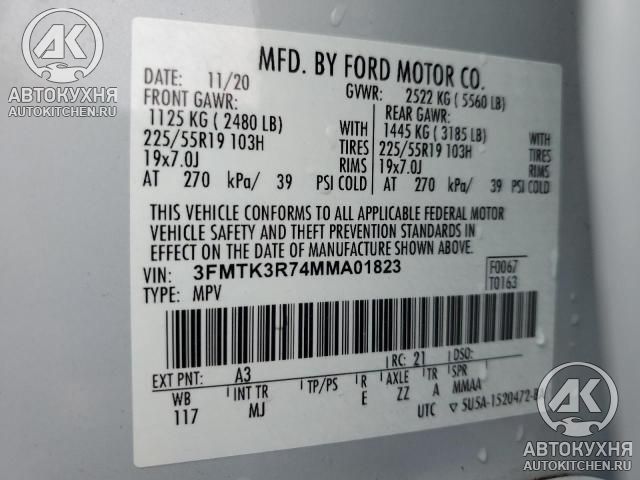 MFD. BY FORD MOTOR CO.
DATE: 11/20
GVWR: 2522 KG ( 5560 LB)
FRONT GAWR:
REAR GAWR:
1125 KG ( 2480 LB) WITH
1445 KG ( 3185 LB) WITH
225/55R19 103H TIRES
225/55R19 103H TIRES
19x7.0J RIMS
19x7.0J RIMS
AT 270 kPa/ 39 PSI COLD
AT 270 kPa/ 39 PSI COLD
THIS VEHICLE CONFORMS TO ALL APPLICABLE FEDERAL MOTOR
VEHICLE SAFETY AND THEFT PREVENTION STANDARDS IN
EFFECT ON THE DATE OF MANUFACTURE SHOWN ABOVE.
VIN: 3FMTK3R74MMA01823
F0067
TYPE: MPV
T0163
EXT PNT: A3 RC: 21 DSO:
WB INT TR TP/PS R AXLE TR SPR
117 MJ E ZZ A MMAA
UTC ▽ 5U5A-1520472-B
АК
АВТОКУХНЯ
AUTOKITCHEN.RU
АК
АВТОКУХНЯ
AUTOKITCHEN.RU